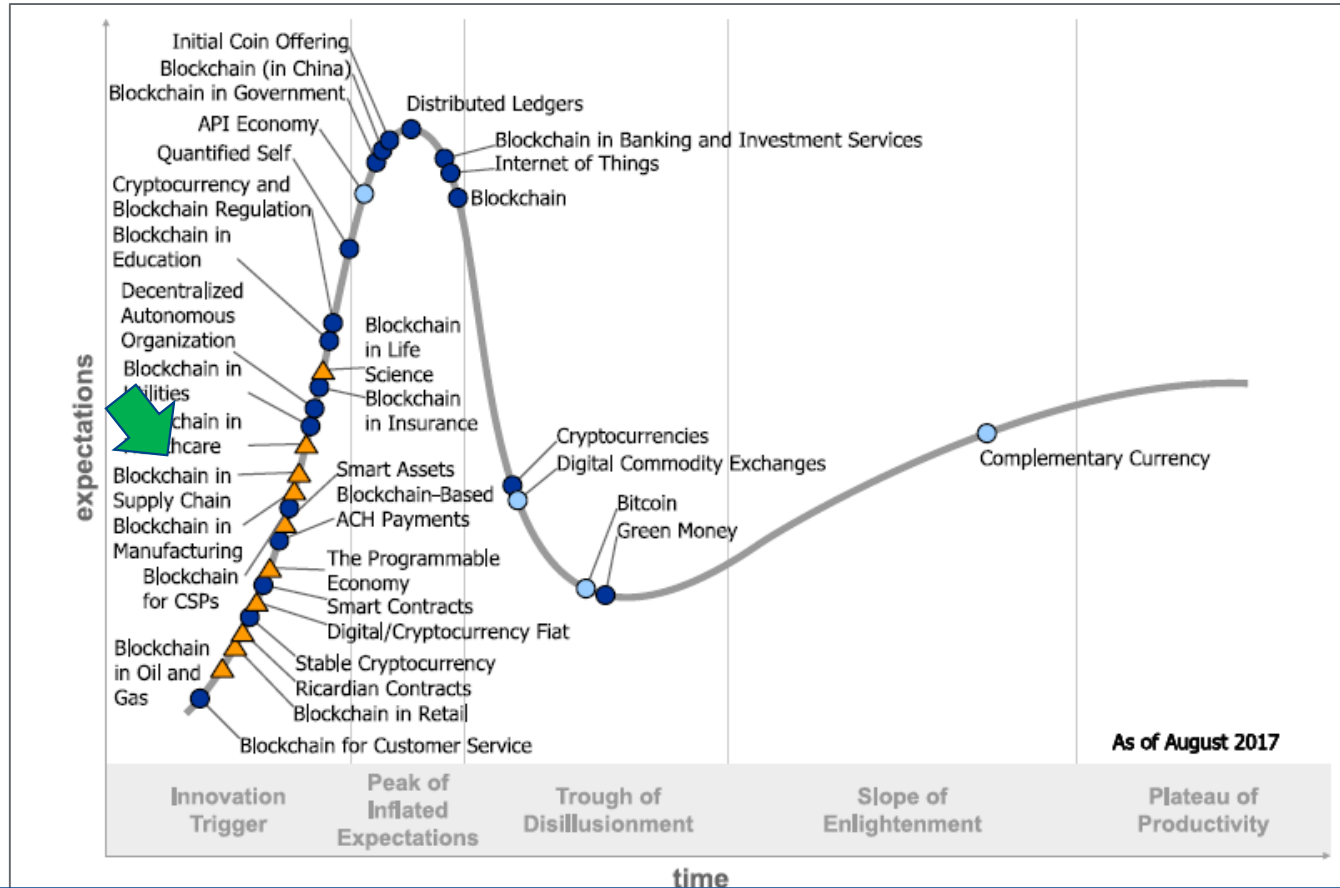 Initial Coin Offering
Blockchain (in China)
Blockchain in Government
API Economy
Quantified Self
Cryptocurrency and
Blockchain Regulation
Blockchain in
Education
Decentralized
Autonomous
Organization
Blockchain in
chain in
Blockchain in
Supply Chain
Blockchain in
Manufacturing
Blockchain
for CSPs
Blockchain
in Oil and
Gas
Distributed Ledgers
Blockchain in Banking and Investment Services
Internet of Things
Blockchain
Blockchain
in Life
Science
Blockchain
in Insurance
Smart Assets
Blockchain-Based
ACH Payments
The Programmable
Economy
Smart Contracts
Digital/Cryptocurrency Fiat
Stable Cryptocurrency
Ricardian Contracts
Blockchain in Retail
Blockchain for Customer Service
Cryptocurrencies
Digital Commodity Exchanges
Bitcoin
Green Money
Complementary Currency
As of August 2017
expectations
Innovation
Trigger
Peak of
Inflated
Expectations
Trough of
Disillusionment
Slope of
Enlightenment
Plateau of
Productivity
time